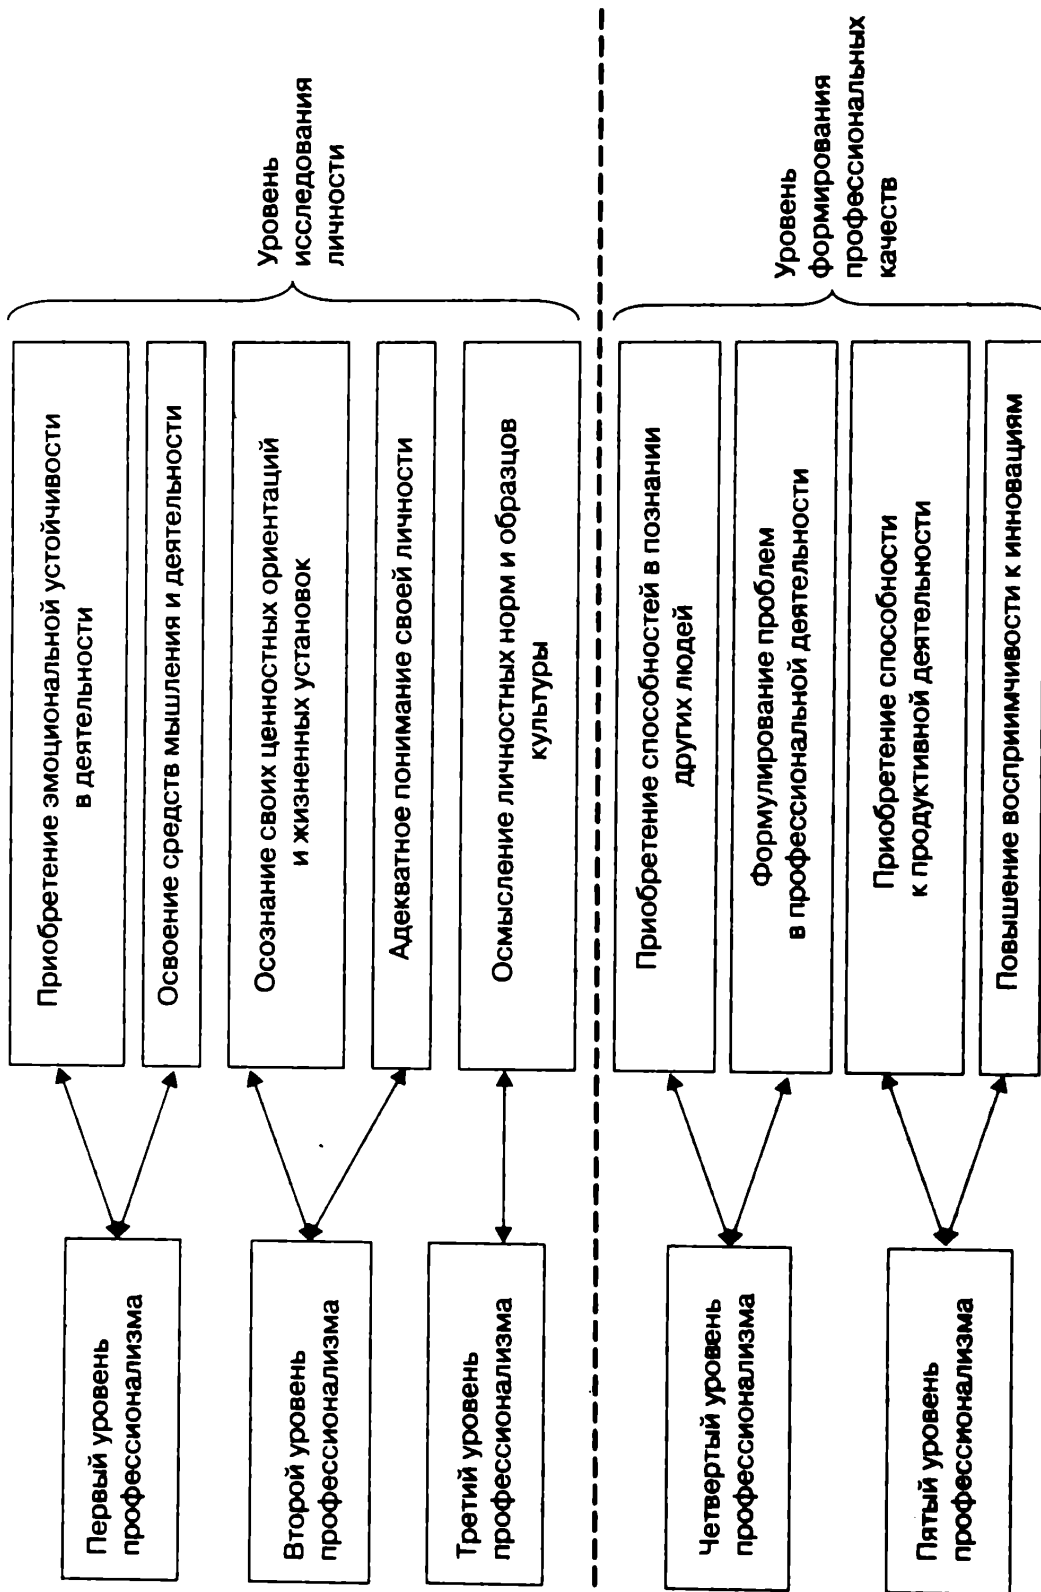 Первый уровень
профессионализма
Приобретение эмоциональной устойчивости
в деятельности
Освоение средств мышления и деятельности
Второй уровень
профессионализма
Осознание своих ценностных ориентаций
и жизненных установок
Адекватное понимание своей личности
Третий уровень
профессионализма
Осмысление личностных норм и образцов
культуры
Уровень
исследования
личности
Четвертый уровень
профессионализма
Приобретение способностей в познании
других людей
Формулирование проблем
в профессиональной деятельности
Пятый уровень
профессионализма
Приобретение способности
к продуктивной деятельности
Повышение восприимчивости к инновациям
Уровень
формирования
профессиональных
качеств